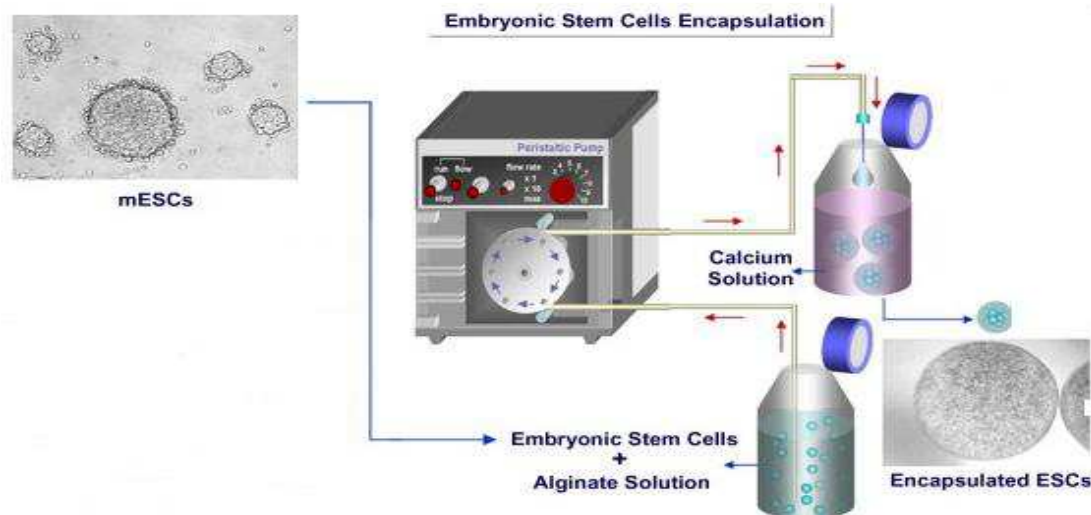 Embryonic Stem Cells Encapsulation
mESCs
Peristaltic Pump
run flow
flow rate
x 1
x 10
max
stop
Calcium
Solution
Embryonic Stem Cells
+
Alginate Solution
Encapsulated ESCs